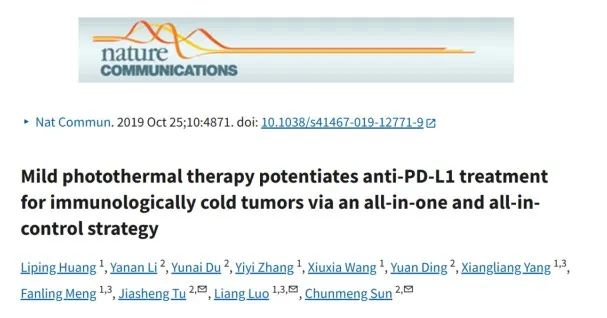 nature
COMMUNICATIONS
▸ Nat Commun. 2019 Oct 25;10:4871. doi: 10.1038/s41467-019-12771-9
Mild photothermal therapy potentiates anti-PD-L1 treatment
for immunologically cold tumors via an all-in-one and all-in-
control strategy
Liping Huang 1, Yanan Li 2, Yunai Du 2, Yiyi Zhang 1, Xiuxia Wang 1, Yuan Ding 2, Xiangliang Yang 1,3,
Fanling Meng 1,3, Jiasheng Tu 2,✉, Liang Luo 1,3,✉, Chunmeng Sun 2,✉